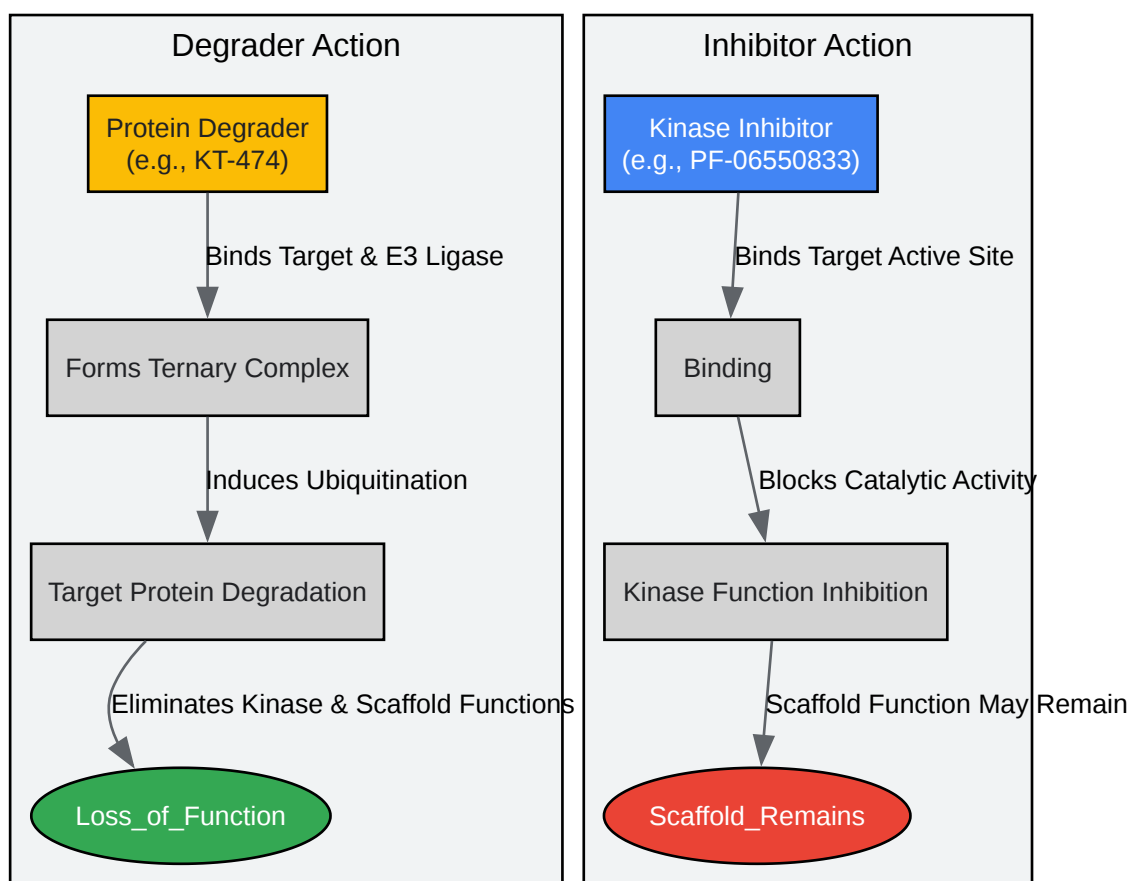 Degrader Action
Protein Degrader
(e.g., KT-474)
Binds Target & E3 Ligase
Forms Ternary Complex
Induces Ubiquitination
Target Protein Degradation
Eliminates Kinase & Scaffold Functions
Loss_of_Function
Inhibitor Action
Kinase Inhibitor
(e.g., PF-06550833)
Binds Target Active Site
Binding
Blocks Catalytic Activity
Kinase Function Inhibition
Scaffold Function May Remain
Scaffold_Remains